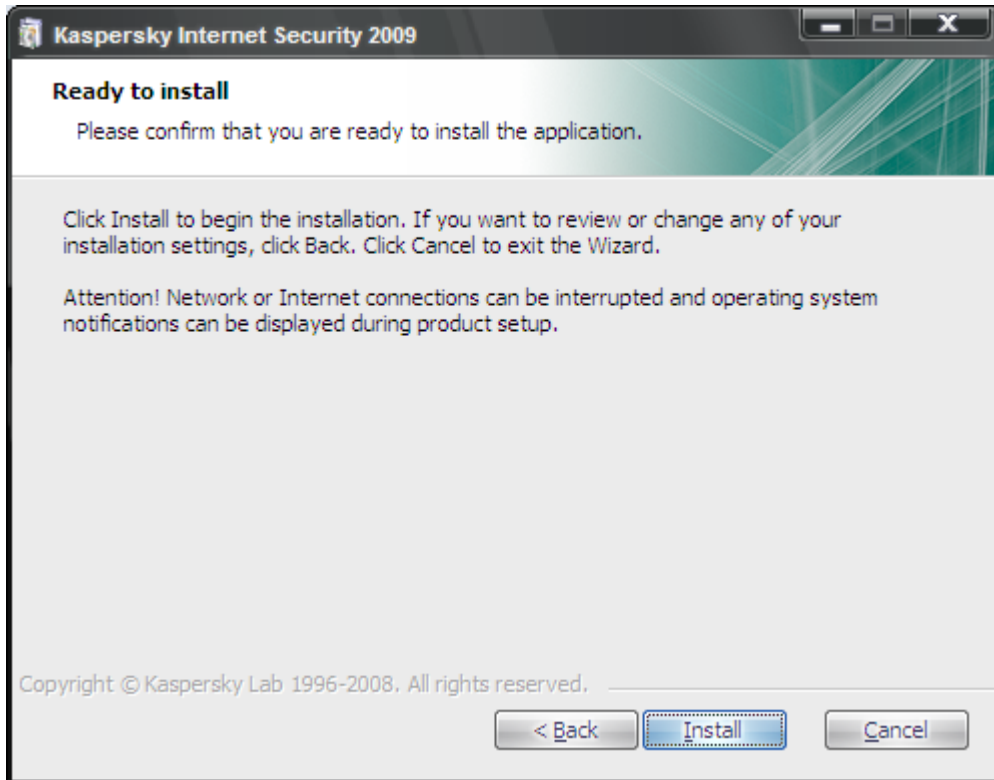 Kaspersky Internet Security 2009
Ready to install
Please confirm that you are ready to install the application.
Click Install to begin the installation. If you want to review or change any of your
installation settings, click Back. Click Cancel to exit the Wizard.
Attention! Network or Internet connections can be interrupted and operating system
notifications can be displayed during product setup.
Copyright © Kaspersky Lab 1996-2008. All rights reserved.
< Back Install Cancel